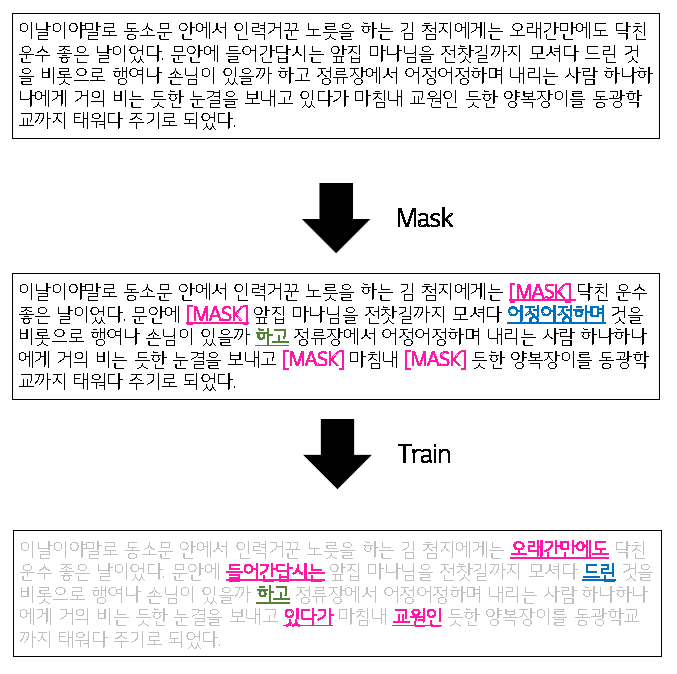 이날이야말로 동소문 안에서 인력거꾼 노릇을 하는 김 첨지에게는 오래간만에도 닥친
운수 좋은 날이었다. 문안에 들어간답시는 앞집 마나님을 전찻길까지 모셔다 드린 것
을 비롯으로 행여나 손님이 있을까 하고 정류장에서 어정어정하며 내리는 사람 하나하
나에게 거의 비는 듯한 눈결을 보내고 있다가 마침내 교원인 듯한 양복장이를 동광학
교까지 태워다 주기로 되었다.
Mask
이날이야말로 동소문 안에서 인력거꾼 노릇을 하는 김 첨지에게는 [MASK] 닥친 운수
좋은 날이었다. 문안에 [MASK] 앞집 마나님을 전찻길까지 모셔다 어정어정하며 것을
비롯으로 행여나 손님이 있을까 하고 정류장에서 어정어정하며 내리는 사람 하나하나
에게 거의 비는 듯한 눈결을 보내고 [MASK] 마침내 [MASK] 듯한 양복장이를 동광학
교까지 태워다 주기로 되었다.
Train
이날이야말로 동소문 안에서 인력거꾼 노릇을 하는 김 첨지에게는 오래간만에도 닥친
운수 좋은 날이었다. 문안에 들어간답시는 앞집 마나님을 전찻길까지 모셔다 드린 것을
비롯으로 행여나 손님이 있을까 하고 정류장에서 어정어정하며 내리는 사람 하나하나
에게 거의 비는 듯한 눈결을 보내고 있다가 마침내 교원인 듯한 양복장이를 동광학교
까지 태워다 주기로 되었다.